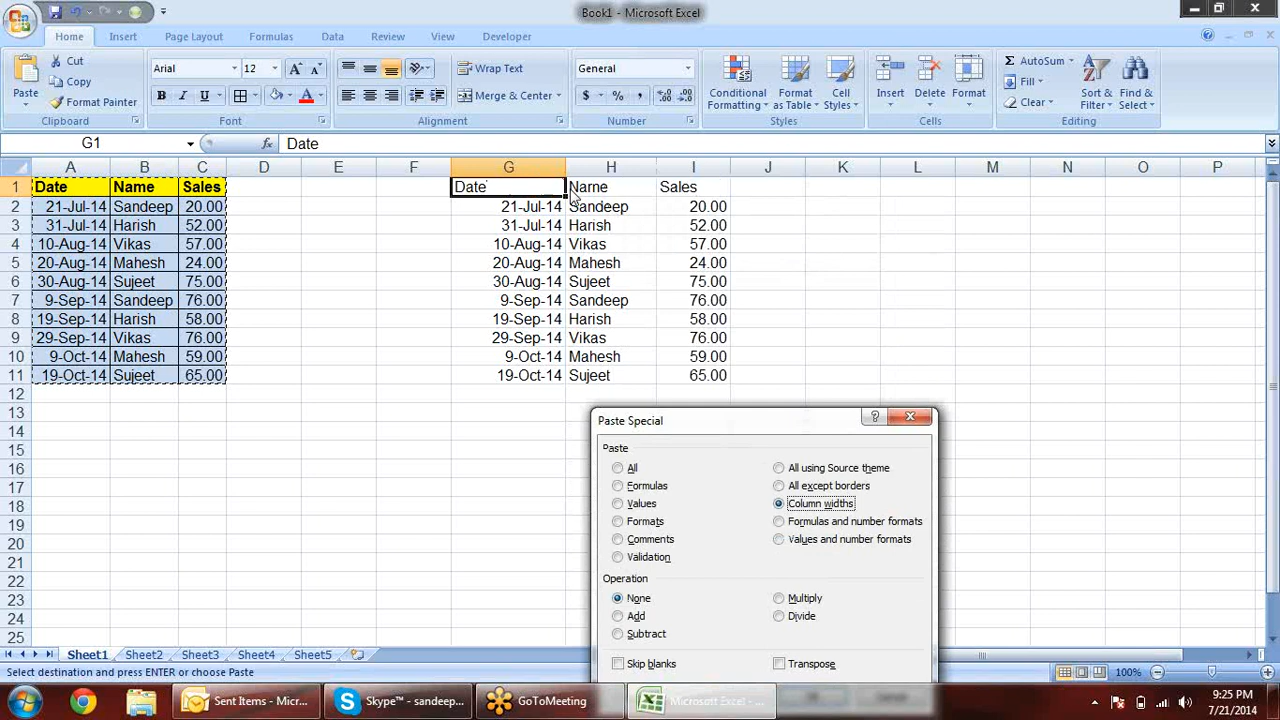 Book1 - Microsoft Excel
Home Insert Page Layout Formulas Data Review View Developer
Paste
Cut
Copy
Format Painter
Clipboard
Arial 12
Font
Wrap Text
Merge & Center
Alignment
General
Number
Conditional Formatting
Format as Table
Cell Styles
Styles
Insert Delete Format
Cells
AutoSum
Fill
Clear
Sort & Filter
Find & Select
Editing
G1 fx Date
A B C D E F G H I J K L M N O P
1 Date Name Sales Date Name Sales
2 21-Jul-14 Sandeep 20.00 21-Jul-14 Sandeep 20.00
3 31-Jul-14 Harish 52.00 31-Jul-14 Harish 52.00
4 10-Aug-14 Vikas 57.00 10-Aug-14 Vikas 57.00
5 20-Aug-14 Mahesh 24.00 20-Aug-14 Mahesh 24.00
6 30-Aug-14 Sujeet 75.00 30-Aug-14 Sujeet 75.00
7 9-Sep-14 Sandeep 76.00 9-Sep-14 Sandeep 76.00
8 19-Sep-14 Harish 58.00 19-Sep-14 Harish 58.00
9 29-Sep-14 Vikas 76.00 29-Sep-14 Vikas 76.00
10 9-Oct-14 Mahesh 59.00 9-Oct-14 Mahesh 59.00
11 19-Oct-14 Sujeet 65.00 19-Oct-14 Sujeet 65.00
12
13
14
15
16
17
18
19
20
21
22
23
24
25
Paste Special
Paste
All All using Source theme
Formulas All except borders
Values Column widths
Formats Formulas and number formats
Comments Values and number formats
Validation
Operation
None Multiply
Add Divide
Subtract
Skip blanks Transpose
Sheet1 Sheet2 Sheet3 Sheet4 Sheet5
Select destination and press ENTER or choose Paste 100%
Sent Items - Micr... Skype™ - sandeep... GoToMeeting Microsoft Excel - ... 9:25 PM
7/21/2014